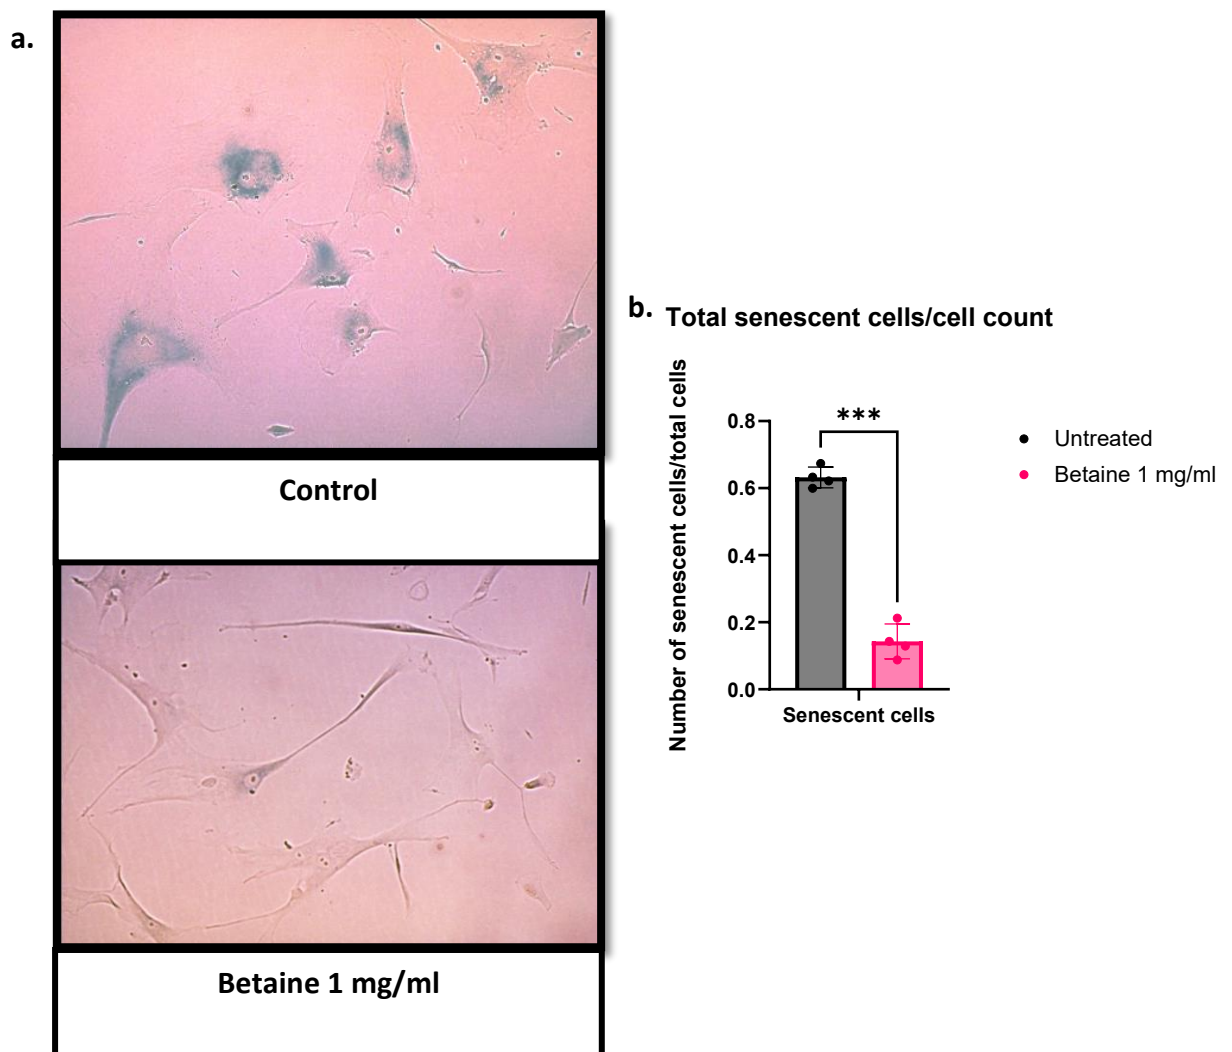 a.
Control
Betaine 1 mg/ml
b.
Total senescent cells/cell count
Number of senescent cells/total cells
0.8
0.6
0.4
0.2
0.0
***
Senescent cells
Untreated
Betaine 1 mg/ml